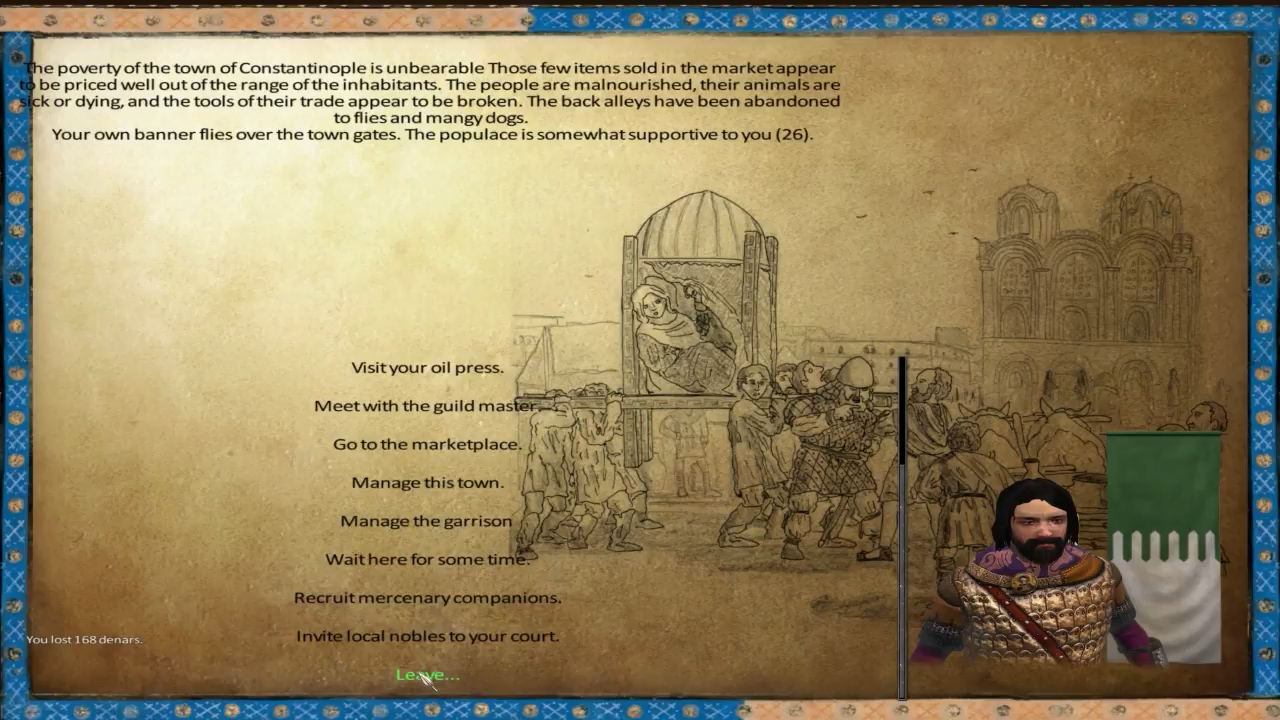 The poverty of the town of Constantinople is unbearable Those few items sold in the market appear
to be priced well out of the range of the inhabitants. The people are malnourished, their animals are
sick or dying, and the tools of their trade appear to be broken. The back alleys have been abandoned
to flies and mangy dogs.
Your own banner flies over the town gates. The populace is somewhat supportive to you (26).
Visit your oil press.
Meet with the guild master.
Go to the marketplace.
Manage this town.
Manage the garrison
Wait here for some time.
Recruit mercenary companions.
Invite local nobles to your court.
You lost 168 denars.
Leave...